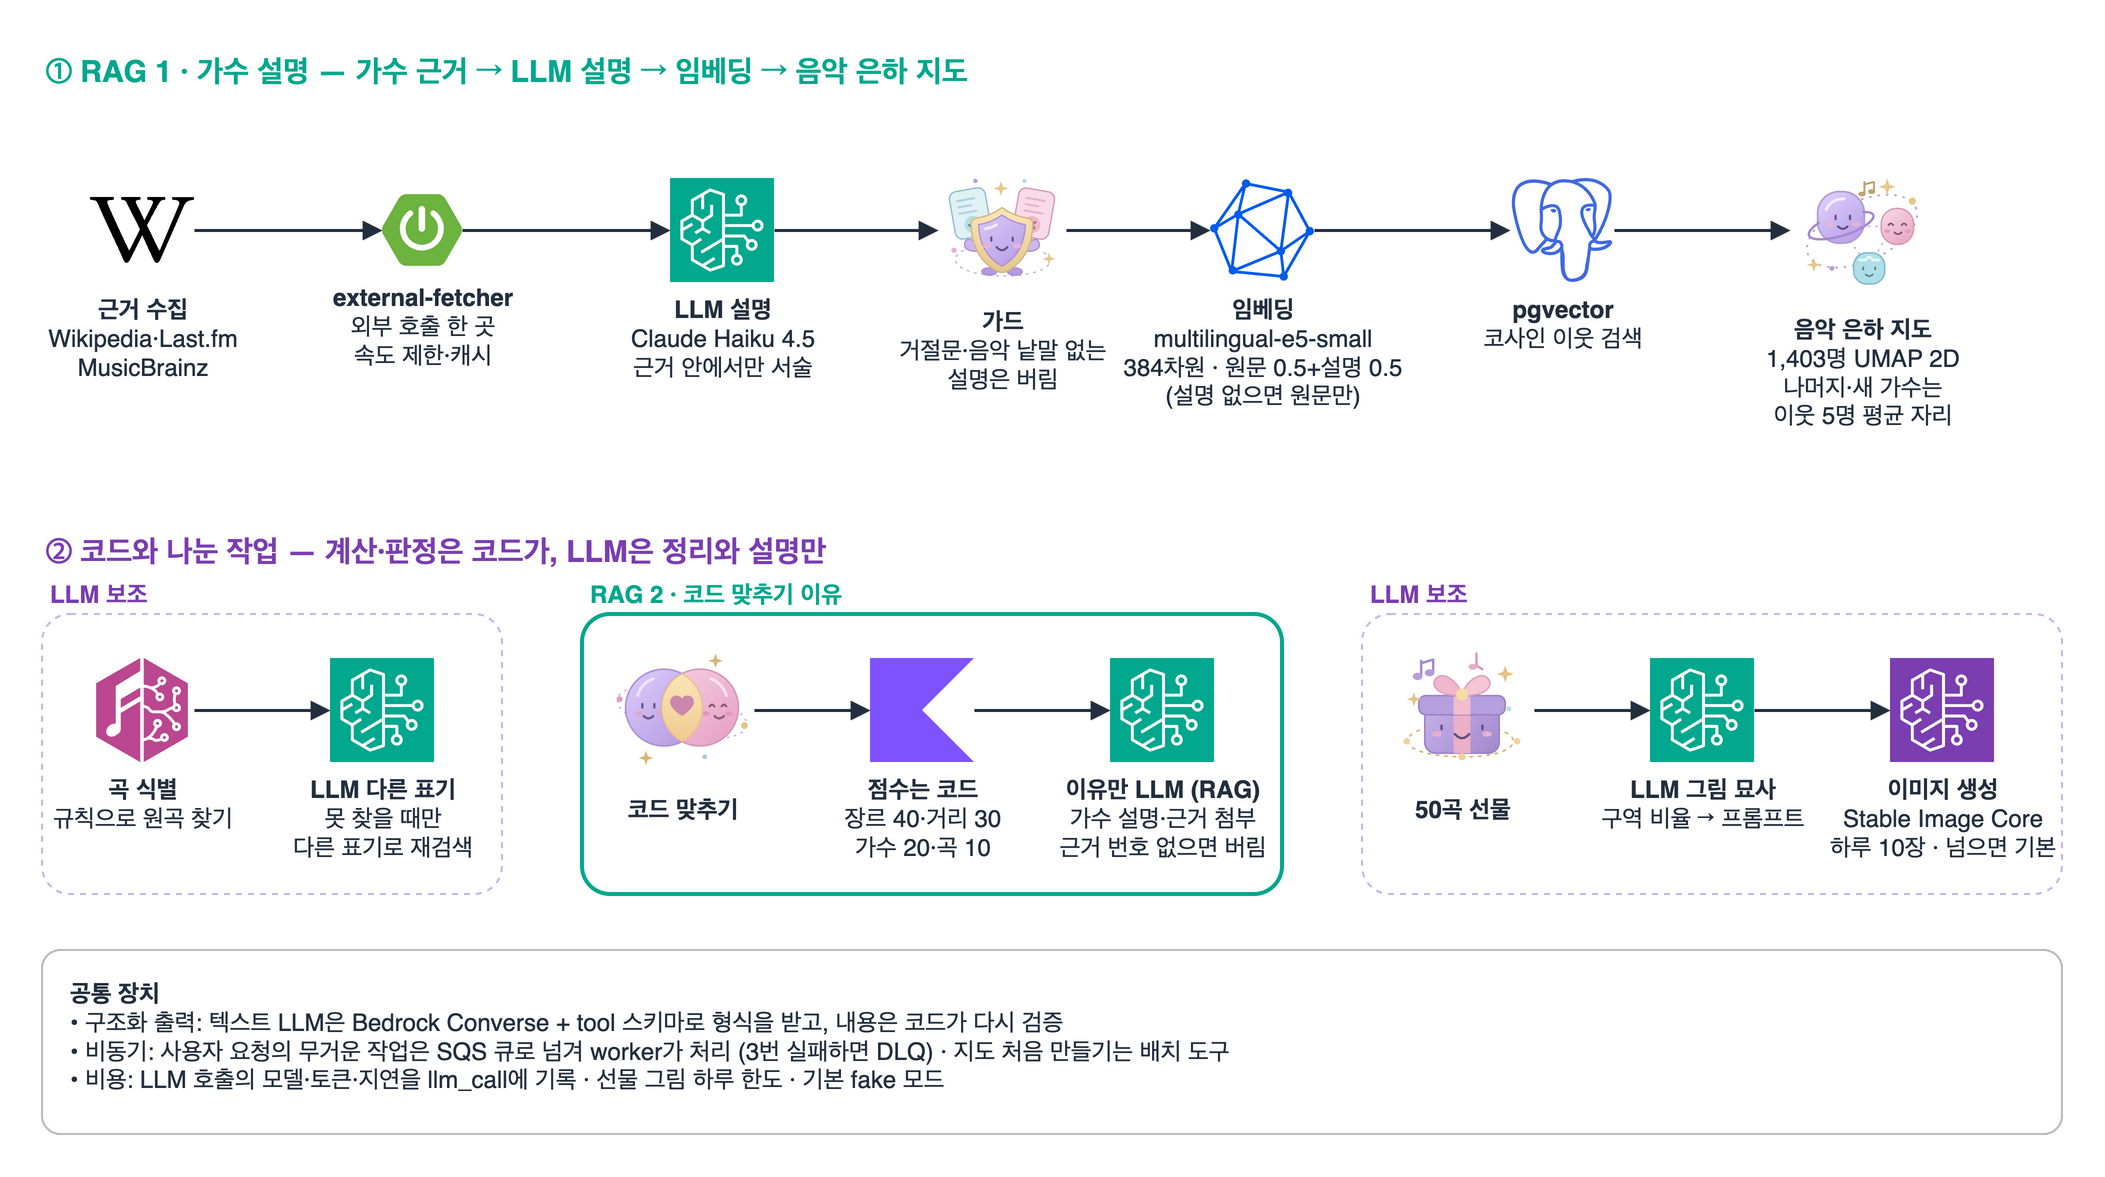 ① RAG 1 · 가수 설명 — 가수 근거 → LLM 설명 → 임베딩 → 음악 은하 지도
근거 수집
Wikipedia·Last.fm
MusicBrainz
external-fetcher
외부 호출 한 곳
속도 제한·캐시
LLM 설명
Claude Haiku 4.5
근거 안에서만 서술
가드
거절문·음악 낱말 없는
설명은 버림
임베딩
multilingual-e5-small
384차원 · 원문 0.5+설명 0.5
(설명 없으면 원문만)
pgvector
코사인 이웃 검색
음악 은하 지도
1,403명 UMAP 2D
나머지·새 가수는
이웃 5명 평균 자리
② 코드와 나눈 작업 — 계산·판정은 코드가, LLM은 정리와 설명만
LLM 보조
곡 식별
규칙으로 원곡 찾기
LLM 다른 표기
못 찾을 때만
다른 표기로 재검색
RAG 2 · 코드 맞추기 이유
코드 맞추기
점수는 코드
장르 40·거리 30
가수 20·곡 10
이유만 LLM (RAG)
가수 설명·근거 첨부
근거 번호 없으면 버림
LLM 보조
50곡 선물
LLM 그림 묘사
구역 비율 → 프롬프트
이미지 생성
Stable Image Core
하루 10장 · 넘으면 기본
공통 장치
• 구조화 출력: 텍스트 LLM은 Bedrock Converse + tool 스키마로 형식을 받고, 내용은 코드가 다시 검증
• 비동기: 사용자 요청의 무거운 작업은 SQS 큐로 넘겨 worker가 처리 (3번 실패하면 DLQ) · 지도 처음 만들기는 배치 도구
• 비용: LLM 호출의 모델·토큰·지연을 llm_call에 기록 · 선물 그림 하루 한도 · 기본 fake 모드